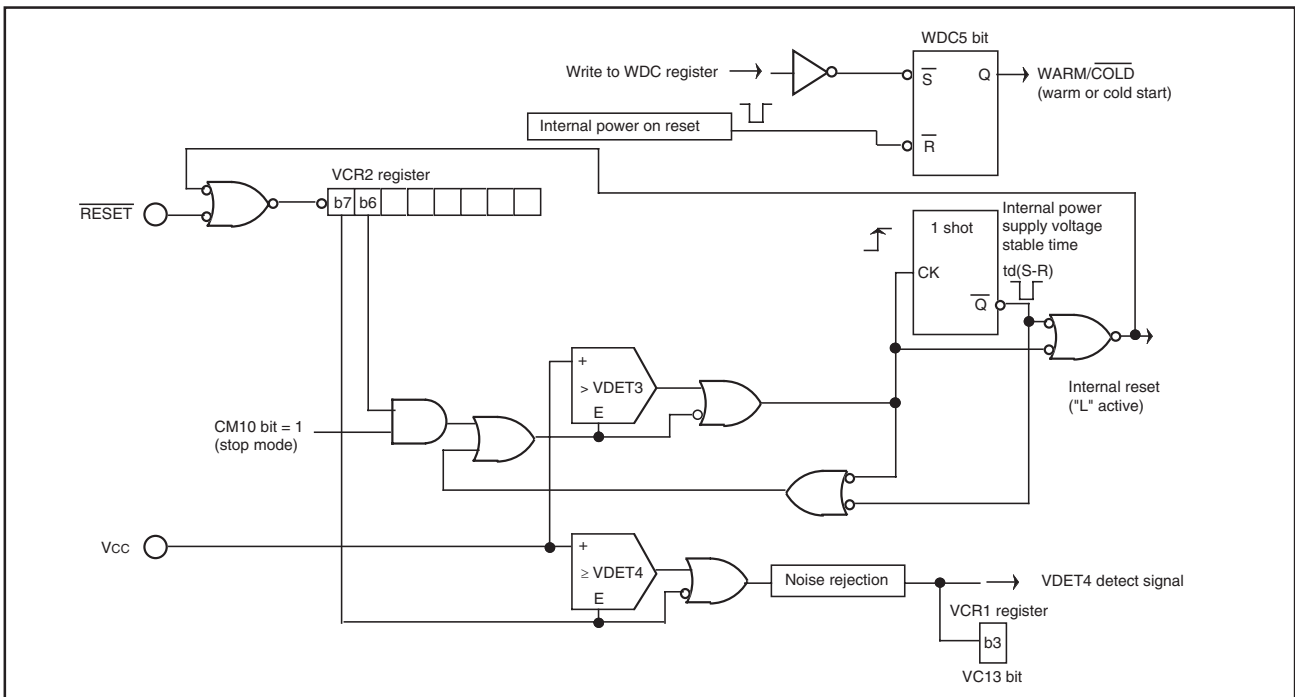 WDC5 bit
Write to WDC register
S
Q
WARM/COLD
(warm or cold start)
Internal power on reset
R
VCR2 register
RESET
b7 b6
1 shot
Internal power
supply voltage
stable time
CK
td(S-R)
Q
+
> VDET3
E
Internal reset
("L" active)
CM10 bit = 1
(stop mode)
VCC
+
≥ VDET4
E
Noise rejection
VDET4 detect signal
VCR1 register
b3
VC13 bit